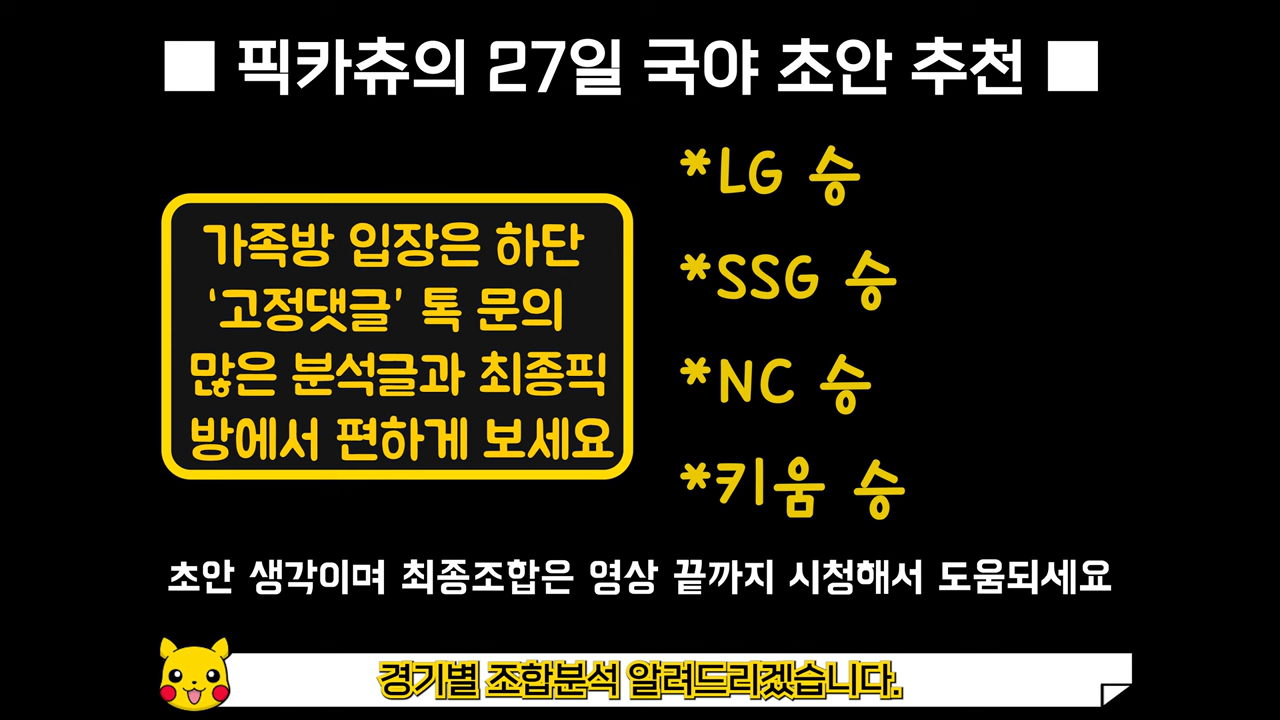 ■ 픽카츄의 27일 국야 초안 추천 ■
가족방 입장은 하단
‘고정댓글’ 톡 문의
많은 분석글과 최종픽
방에서 편하게 보세요
*LG 승
*SSG 승
*NC 승
*키움 승
초안 생각이며 최종조합은 영상 끝까지 시청해서 도움되세요
경기별 조합분석 알려드리겠습니다.